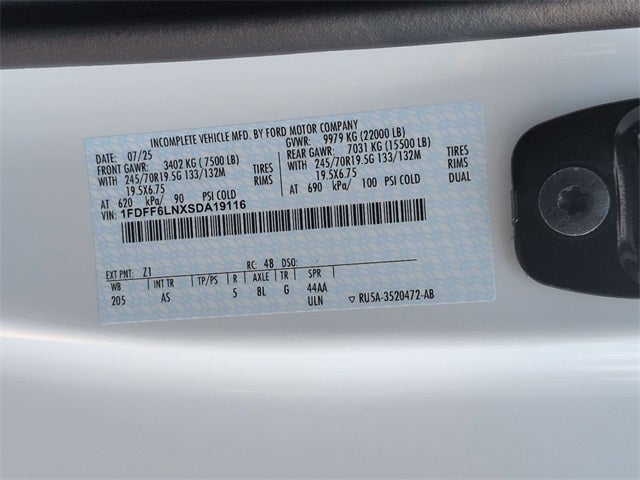 INCOMPLETE VEHICLE MFD. BY FORD MOTOR COMPANY
DATE: 07/25 GVWR: 9979 KG (22000 LB)
FRONT GAWR: 3402 KG (7500 LB) REAR GAWR: 7031 KG (15500 LB)
WITH 245/70R19.5G 133/132M TIRES WITH 245/70R19.5G 133/132M TIRES
19.5X6.75 RIMS 19.5X6.75 RIMS
AT 620 kPa/ 90 PSI COLD AT 690 kPa/ 100 PSI COLD DUAL
VIN: 1FDFF6LNXSDA19116
EXT PNT: Z1 RC: 48 DSO:
WB INT TR TP/PS R AXLE TR SPR
205 AS 5 8L G 44AA
ULN ▽ RU5A-3520472-AB